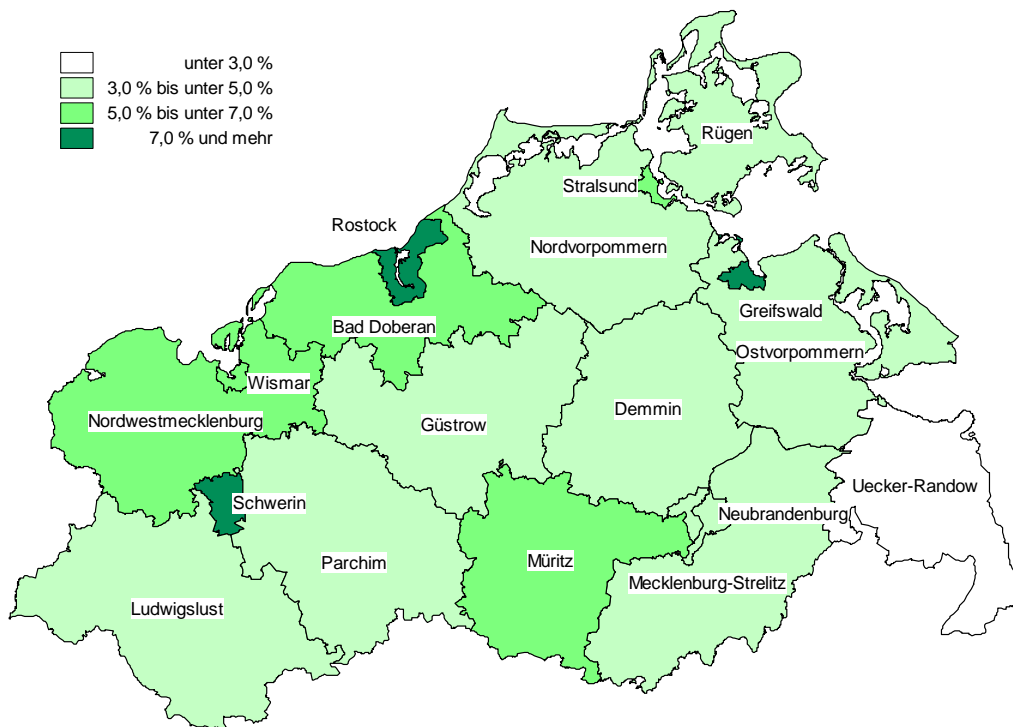 unter 3,0 %
3,0 % bis unter 5,0 %
5,0 % bis unter 7,0 %
7,0 % und mehr
Rügen
Stralsund
Rostock
Nordvorpommern
Greifswald
Bad Doberan
Ostvorpommern
Wismar
Demmin
Nordwestmecklenburg
Güstrow
Uecker-Randow
Schwerin
Neubrandenburg
Parchim
Müritz
Mecklenburg-Strelitz
Ludwigslust